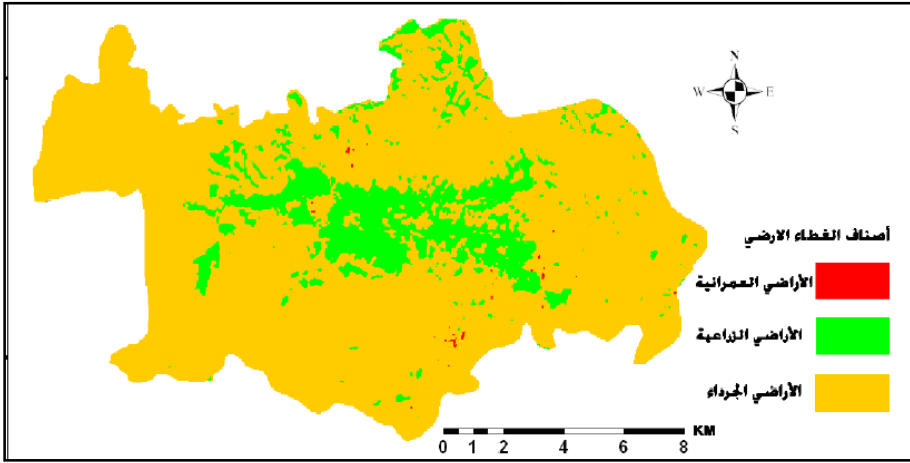 N
W E
S
أصناف الغطاء الارضي
الأراضي العمرانية
الأراضي الزراعية
الأراضي الجرداء
KM
0 1 2 4 6 8